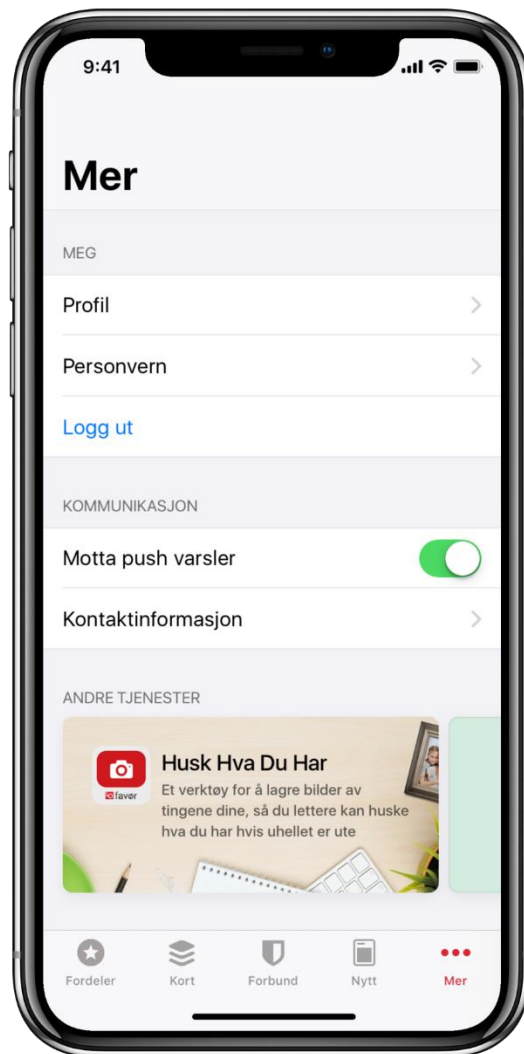 9:41
Mer
MEG
Profil
Personvern
Logg ut
KOMMUNIKASJON
Motta push varsler
Kontaktinformasjon
ANDRE TJENESTER
Husk Hva Du Har
Et verktøy for å lagre bilder av
tingene dine, så du lettere kan huske
hva du har hvis uhellet er ute
favør
Fordeler
Kort
Forbund
Nytt
Mer